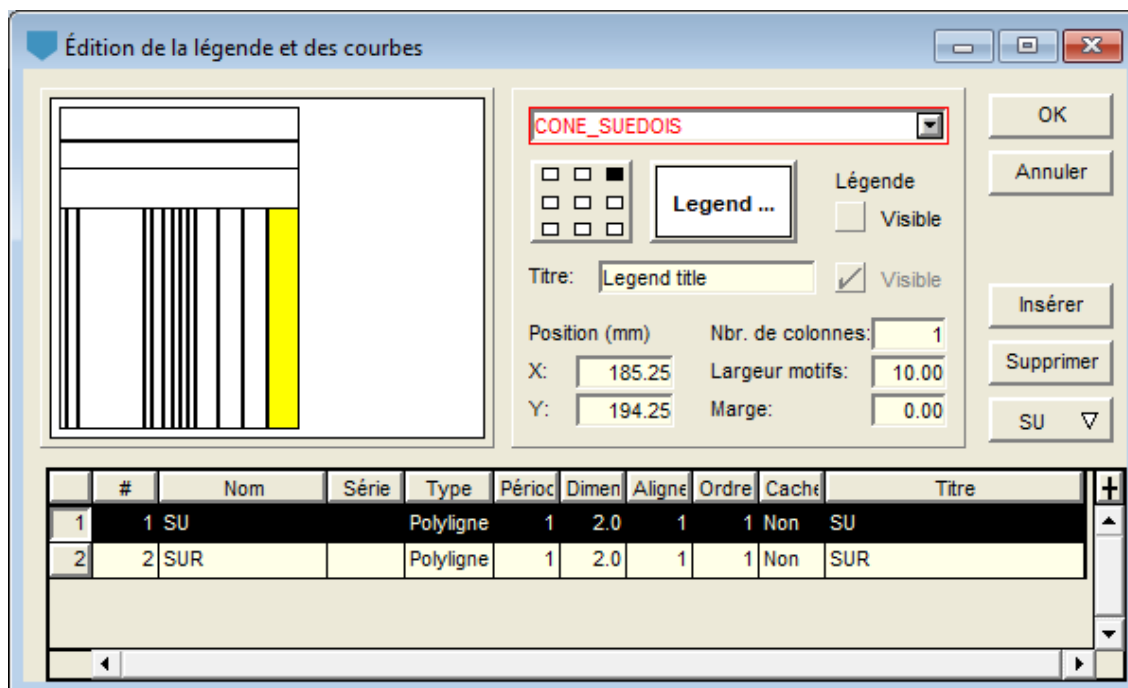 Édition de la légende et des courbes
CONE_SUEDOIS
OK
Annuler
Legend ...
Légende
Visible
Titre:
Legend title
Visible
Insérer
Position (mm)
Nbr. de colonnes:
1
X:
185.25
Largeur motifs:
10.00
Supprimer
Y:
194.25
Marge:
0.00
SU
# Nom Série Type Périod Dimen Aligne Ordre Cache Titre
1 1 SU Polyligne 1 2.0 1 1 Non SU
2 2 SUR Polyligne 1 2.0 1 1 Non SUR